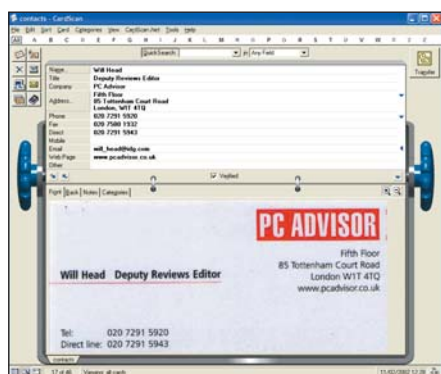 contacts - CardScan
File Edit Sort Card Categories View CardScan.net Tools Help
All A B C D E F G H I J K L M N O P Q R S T U V W X Y Z
QuickSearch: in Any Field
Name... Will Head
Title Deputy Reviews Editor
Company PC Advisor
Fifth Floor
Address... 85 Tottenham Court Road
London, W1T 4TQ
Phone 020 7291 5920
Fax 020 7580 1932
Direct 020 7291 5943
Mobile
Email will_head@idg.com
Web Page www.pcadvisor.co.uk
Other
Transfer
Verified
Front Back Notes Categories
PC ADVISOR
Fifth Floor
85 Tottenham Court Road
London W1T 4TQ
www.pcadvisor.co.uk
Will Head Deputy Reviews Editor
Tel: 020 7291 5920
Direct line: 020 7291 5943
contacts
17 of 46 Viewing all cards